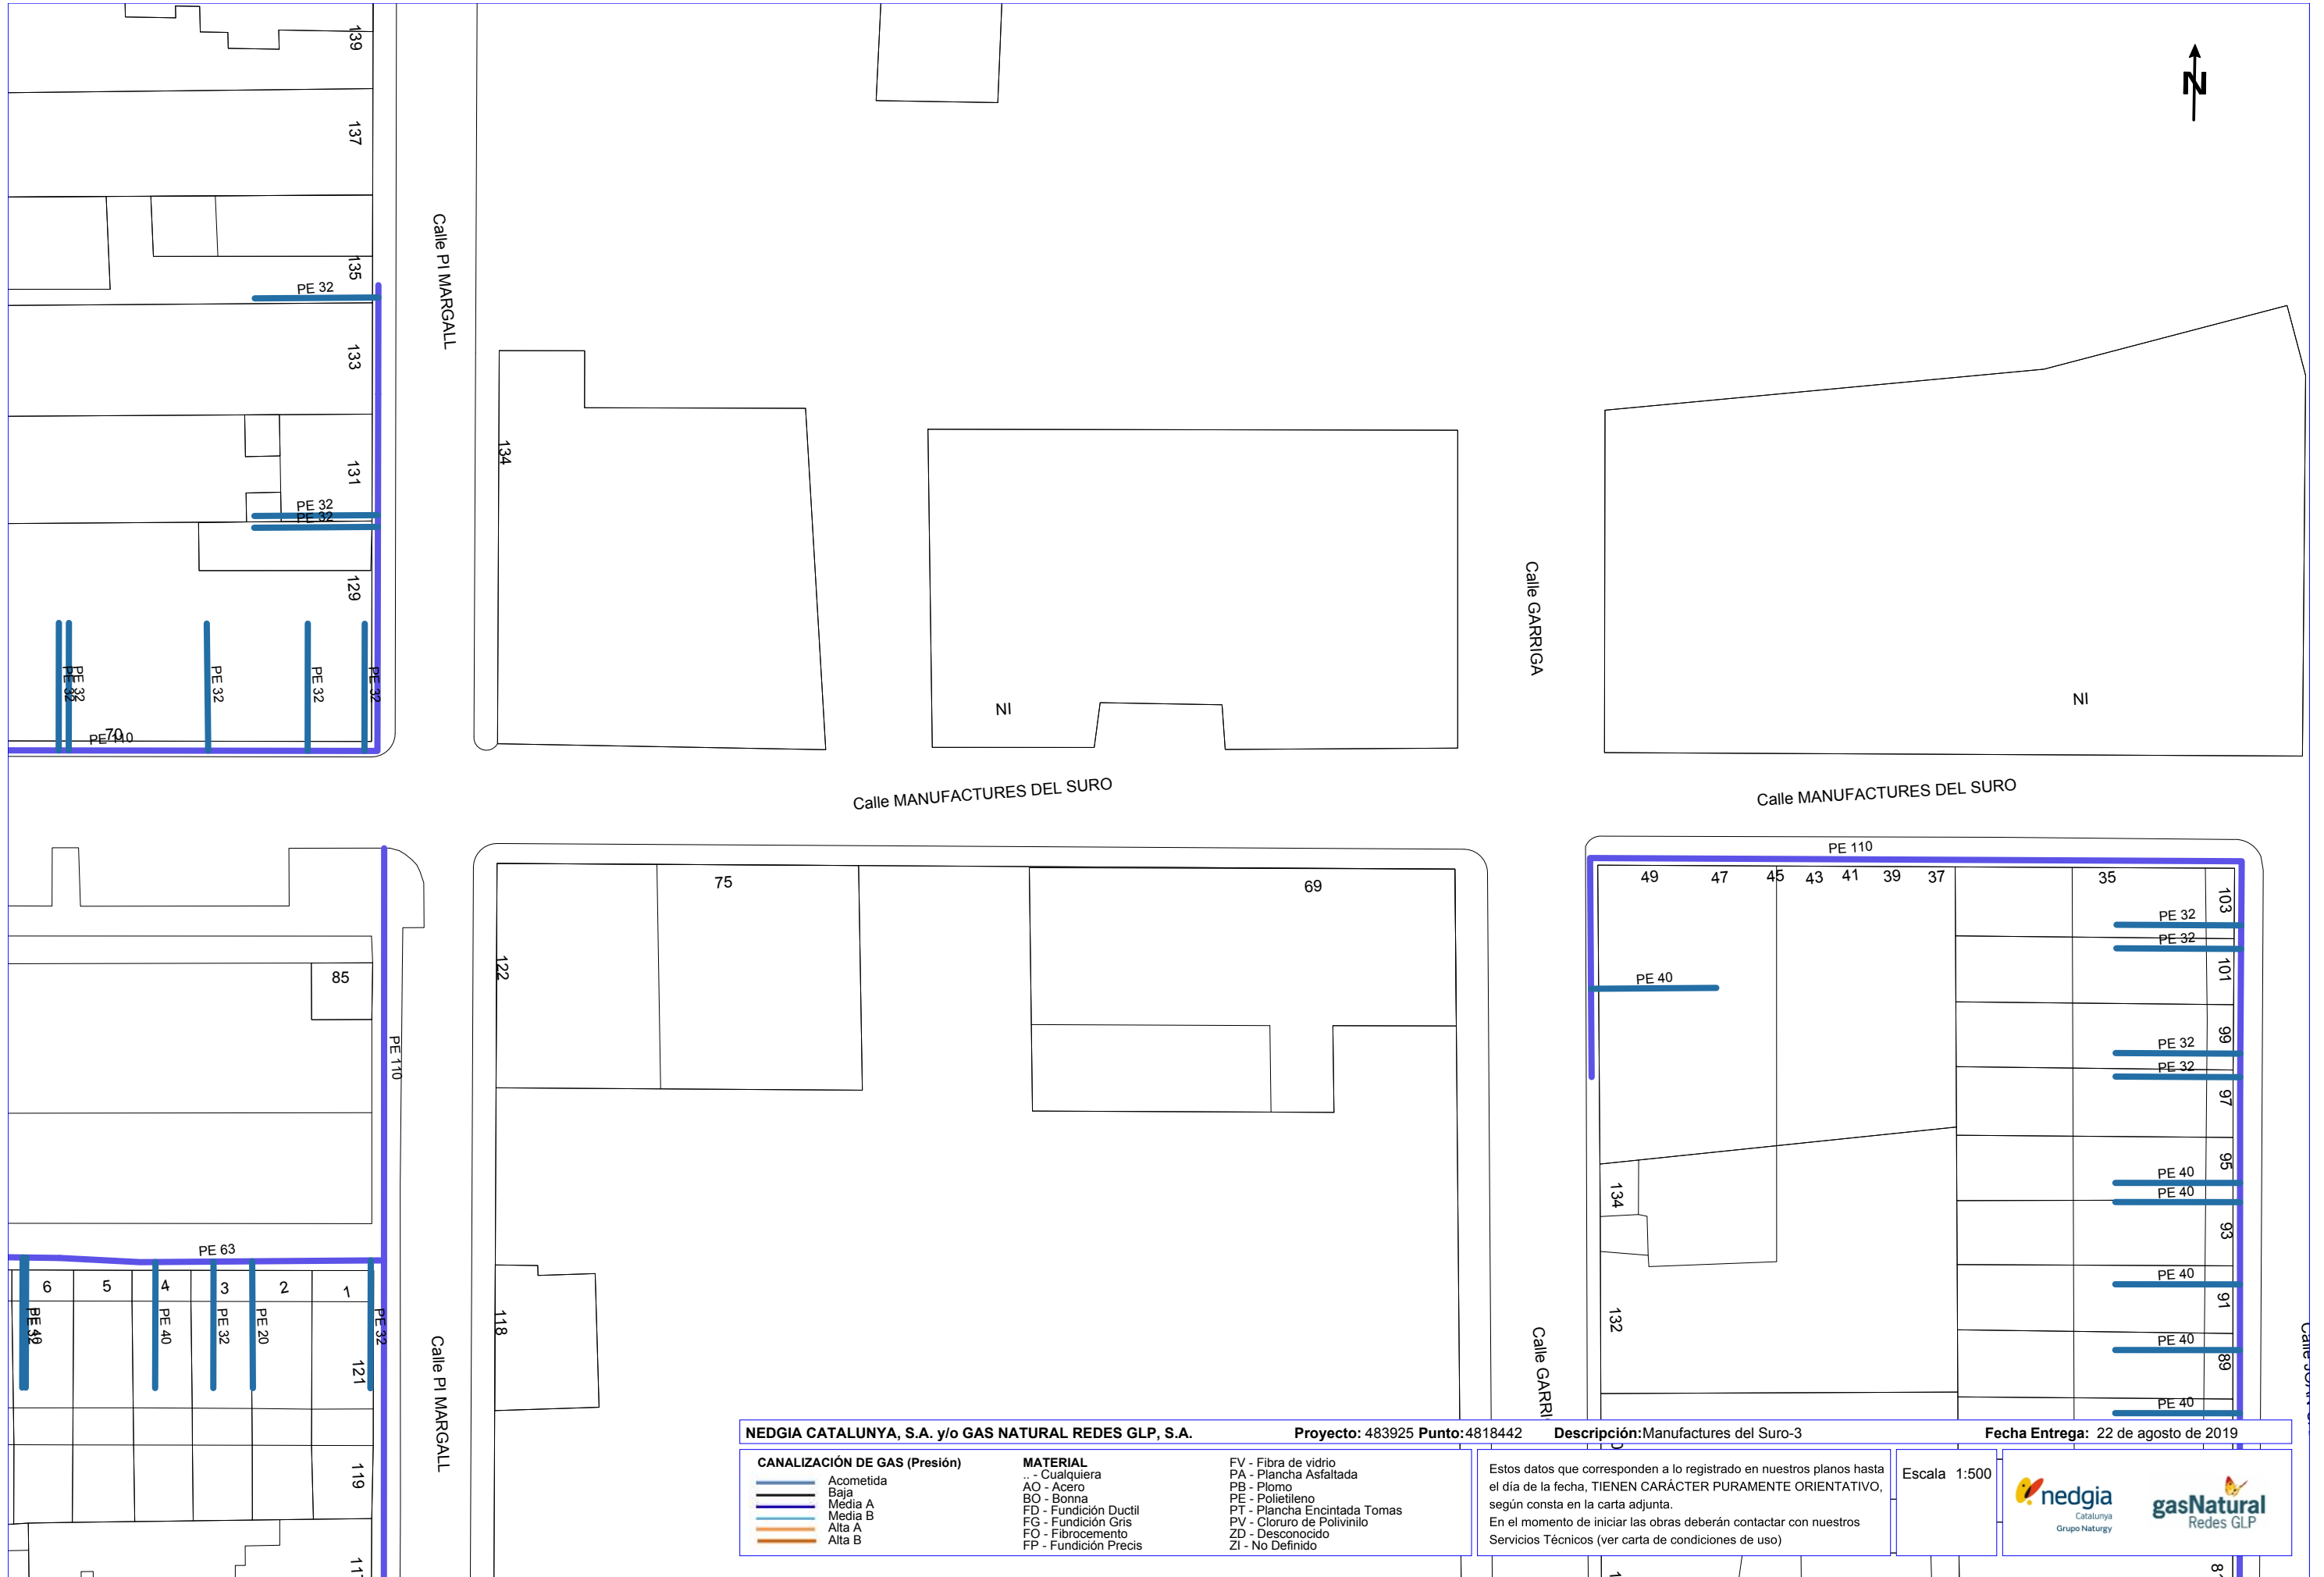 139
137
135
PE 32
133
131
PE 32
PE 32
129
PE 32
PE 32
PE 32
PE 32
PE 32
70
PE 110
Calle PI MARGALL
134
NI
Calle GARRIGA
NI
N
Calle MANUFACTURES DEL SURO
Calle MANUFACTURES DEL SURO
85
PE 110
122
75
69
PE 110
49
47
45
43
41
39
37
35
103
PE 32
PE 32
101
PE 40
99
PE 32
PE 32
97
95
PE 40
PE 40
93
PE 40
91
PE 40
89
PE 40
134
132
PE 63
6
5
4
3
2
1
PE 40
PE 32
PE 20
PE 32
121
119
118
Calle PI MARGALL
NEDGIA CATALUNYA, S.A. y/o GAS NATURAL REDES GLP, S.A. Proyecto: 483925 Punto:4818442 Descripción:Manufactures del Suro-3 Fecha Entrega: 22 de agosto de 2019
CANALIZACIÓN DE GAS (Presión)
Acometida
Baja
Media A
Media B
Alta A
Alta B
MATERIAL
.. - Cualquiera
AO - Acero
BO - Bonna
FD - Fundición Ductil
FG - Fundición Gris
FO - Fibrocemento
FP - Fundición Precis
FV - Fibra de vidrio
PA - Plancha Asfaltada
PB - Plomo
PE - Polietileno
PT - Plancha Encintada Tomas
PV - Cloruro de Polivinilo
ZD - Desconocido
ZI - No Definido
Estos datos que corresponden a lo registrado en nuestros planos hasta
el día de la fecha, TIENEN CARÁCTER PURAMENTE ORIENTATIVO,
según consta en la carta adjunta.
En el momento de iniciar las obras deberán contactar con nuestros
Servicios Técnicos (ver carta de condiciones de uso)
Escala 1:500
nedgia
Catalunya
Grupo Naturgy
gasNatural
Redes GLP